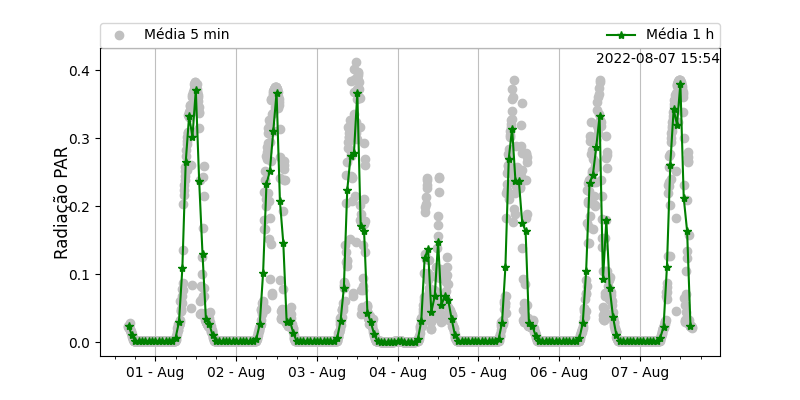 Média 5 min
Média 1 h
2022-08-07 15:54
Radiação PAR
0.4
0.3
0.2
0.1
0.0
01 - Aug
02 - Aug
03 - Aug
04 - Aug
05 - Aug
06 - Aug
07 - Aug